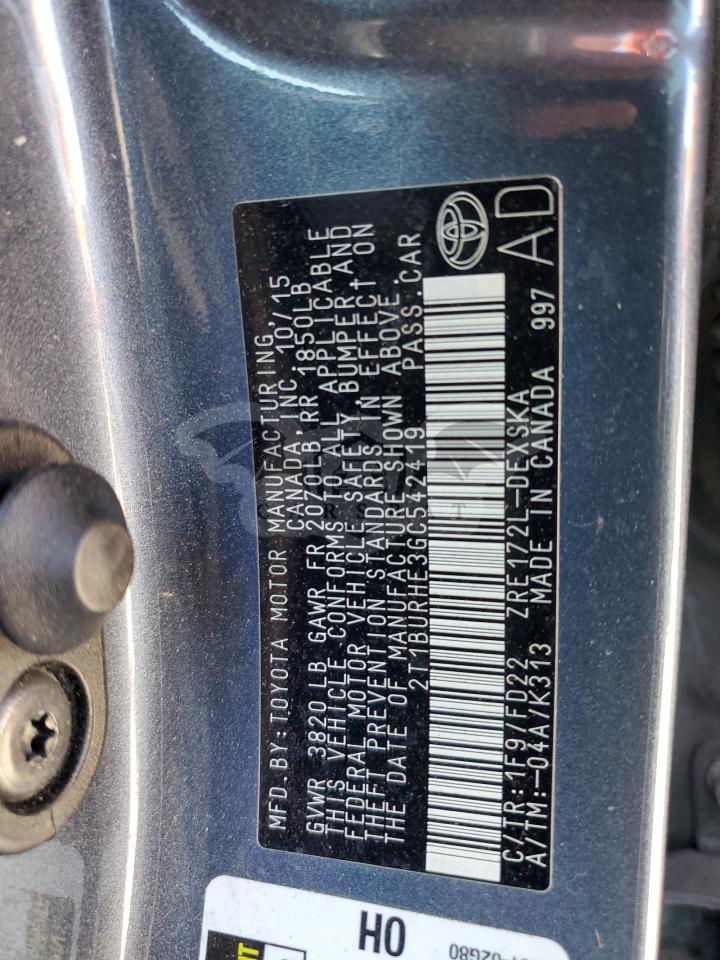 MFD.BY:TOYOTA MOTOR MANUFACTURING,
CANADA,INC 10/15
GVWR 3820LB GAWR FR 2070LB,RR 1850LB
THIS VEHICLE CONFORMS TO ALL APPLICABLE
FEDERAL MOTOR VEHICLE SAFETY,BUMPER,AND
THEFT PREVENTION STANDARDS IN EFFECT ON
THE DATE OF MANUFACTURE SHOWN ABOVE.
2T1BURHE3GC542419 PASS.CAR
C/TR:1F9/FD22 ZRE172L-DEXSKA
A/TM:-04A/K313 MADE IN CANADA 997
AD
HO